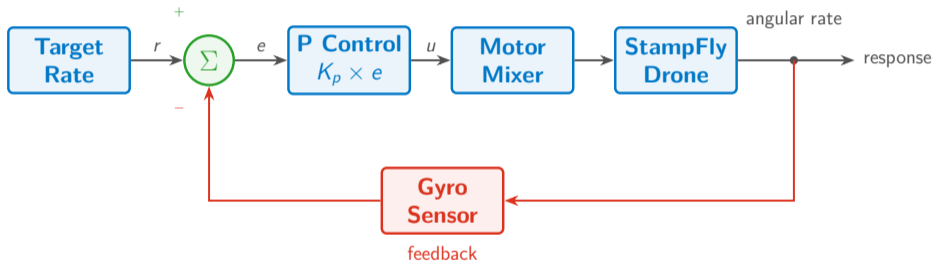 angular rate
+
Target
Rate
r
Σ
e
P Control
Kₚ × e
u
Motor
Mixer
StampFly
Drone
response
−
Gyro
Sensor
feedback